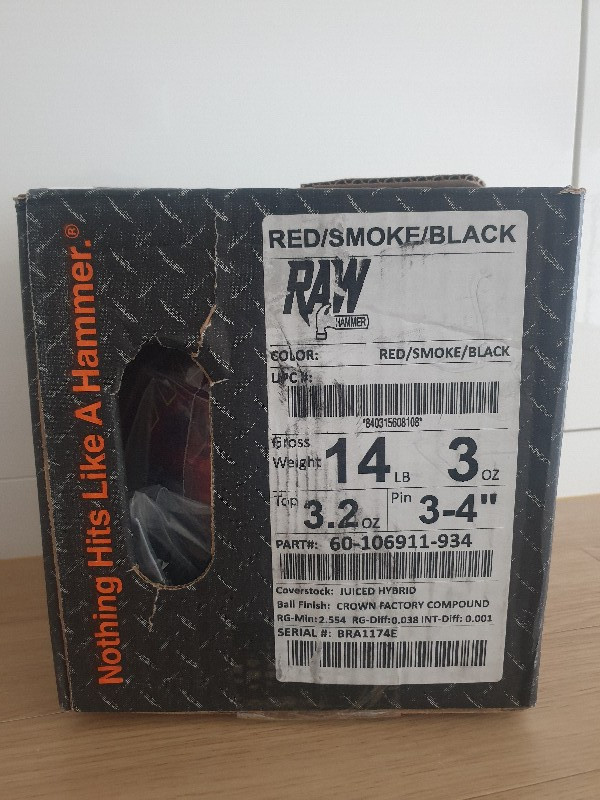 Nothing Hits Like A Hammer.®
RED/SMOKE/BLACK
RAW
HAMMER
COLOR: RED/SMOKE/BLACK
UPC #:
*840315608108*
Gross Weight 14 LB 3 OZ
Top 3.2 OZ Pin 3-4"
PART#: 60-106911-934
Coverstock: JUICED HYBRID
Ball Finish: CROWN FACTORY COMPOUND
RG-Min: 2.554 RG-Diff: 0.038 INT-Diff: 0.001
SERIAL #: BRA1174E